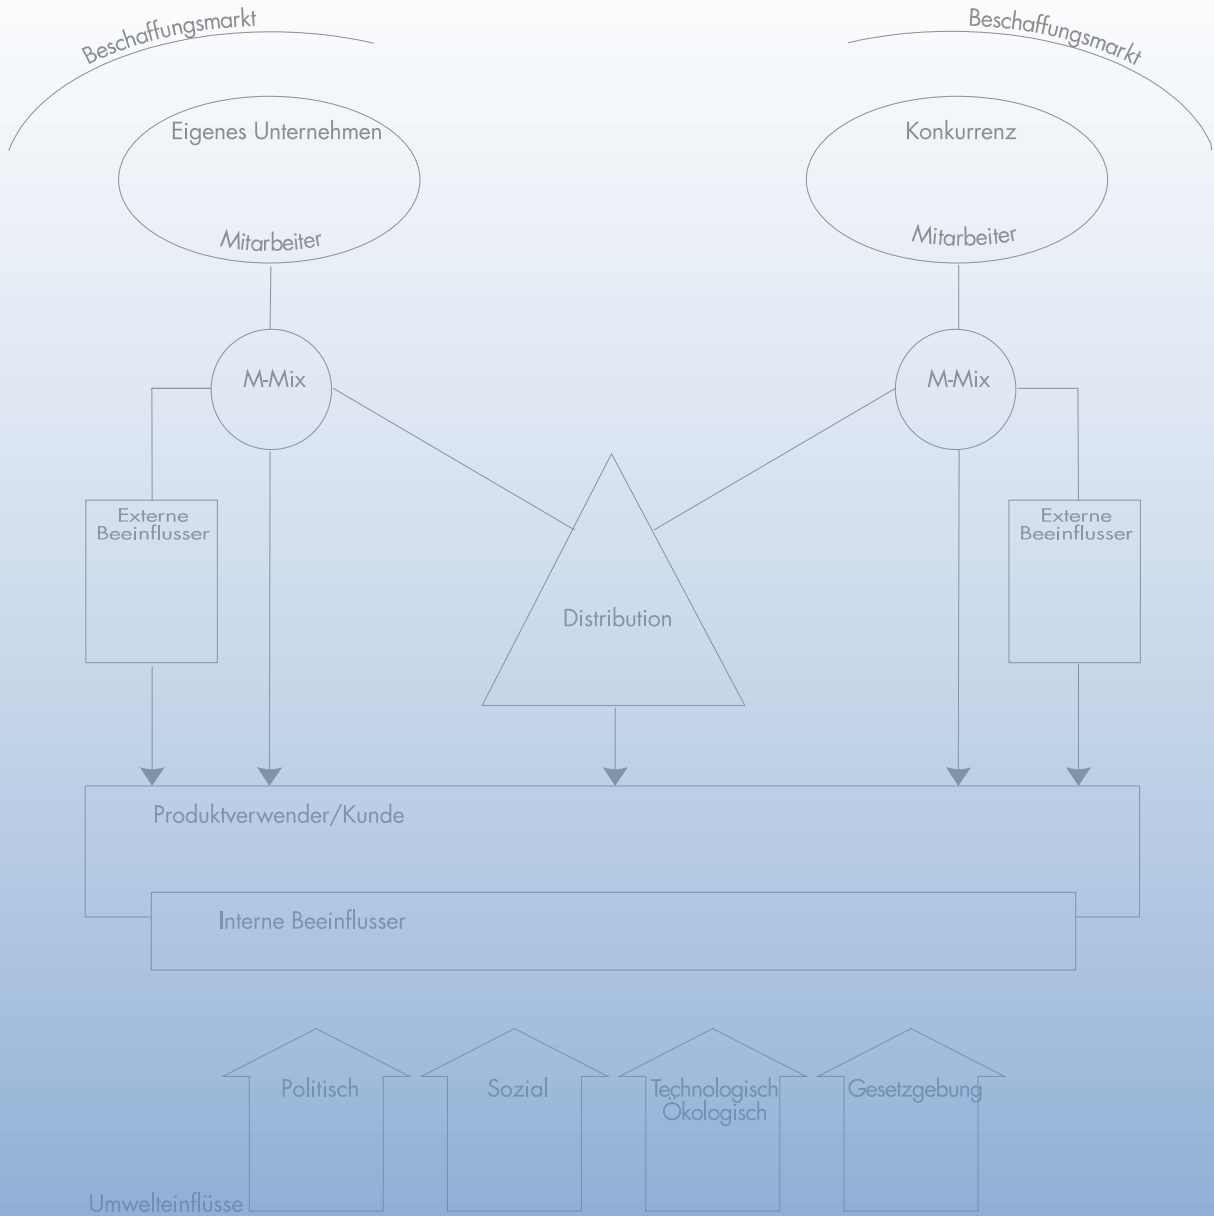 Beschaffungsmarkt
Beschaffungsmarkt
Eigenes Unternehmen
Konkurrenz
Mitarbeiter
Mitarbeiter
M-Mix
M-Mix
Externe
Beeinflusser
Externe
Beeinflusser
Distribution
Produktverwender/Kunde
Interne Beeinflusser
Politisch
Sozial
Technologisch
Ökologisch
Gesetzgebung
Umwelteinflüsse